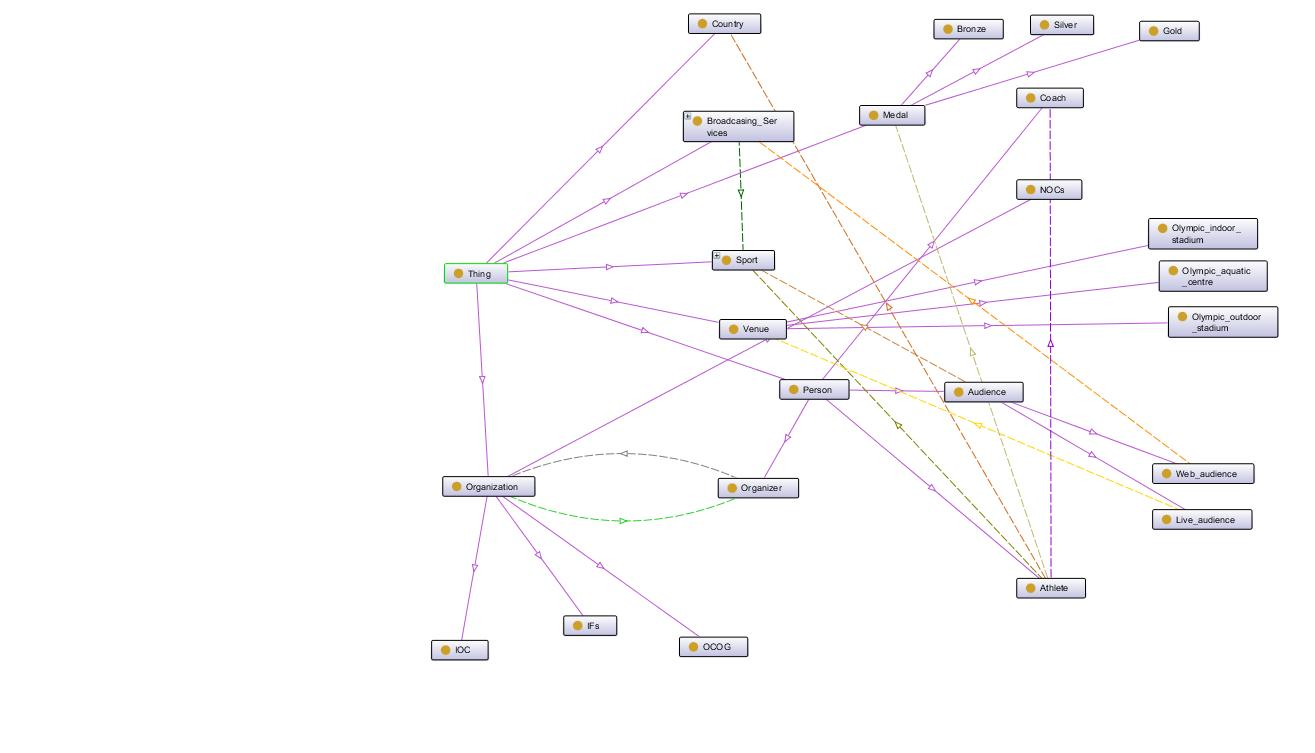 Country
Bronze
Silver
Gold
Coach
Broadcasing_Ser
vices
Medal
NOCs
Olympic_indoor_
stadium
Sport
Thing
Olympic_aquatic
_centre
Venue
Olympic_outdoor
_stadium
Person
Audience
Web_audience
Organization
Organizer
Live_audience
Athlete
IFs
IOC
OCOG